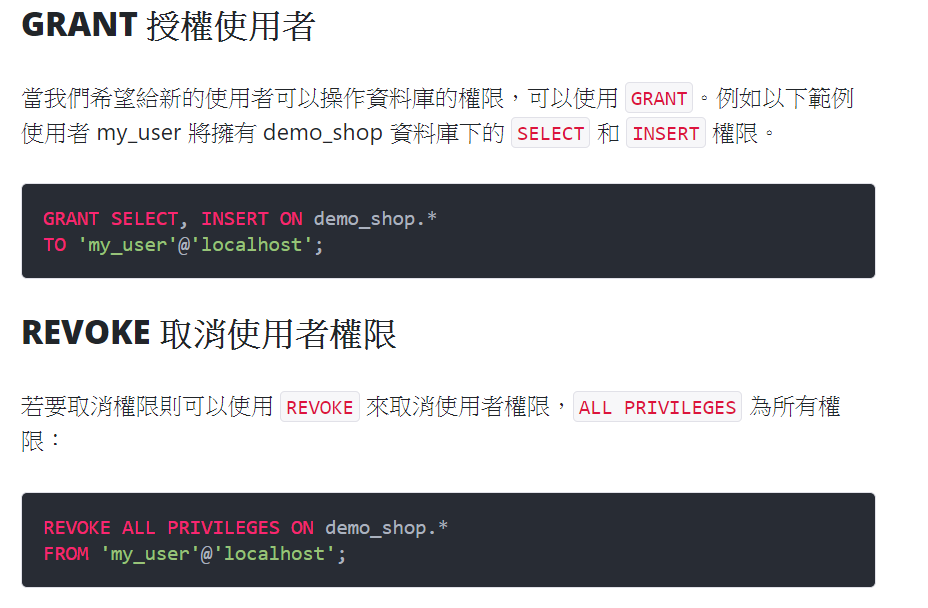 GRANT 授權使用者
當我們希望給新的使用者可以操作資料庫的權限，可以使用 GRANT 。例如以下範例
使用者 my_user 將擁有 demo_shop 資料庫下的 SELECT 和 INSERT 權限。
GRANT SELECT, INSERT ON demo_shop.*
TO 'my_user'@'localhost';
REVOKE 取消使用者權限
若要取消權限則可以使用 REVOKE 來取消使用者權限，ALL PRIVILEGES 為所有權
限：
REVOKE ALL PRIVILEGES ON demo_shop.*
FROM 'my_user'@'localhost';